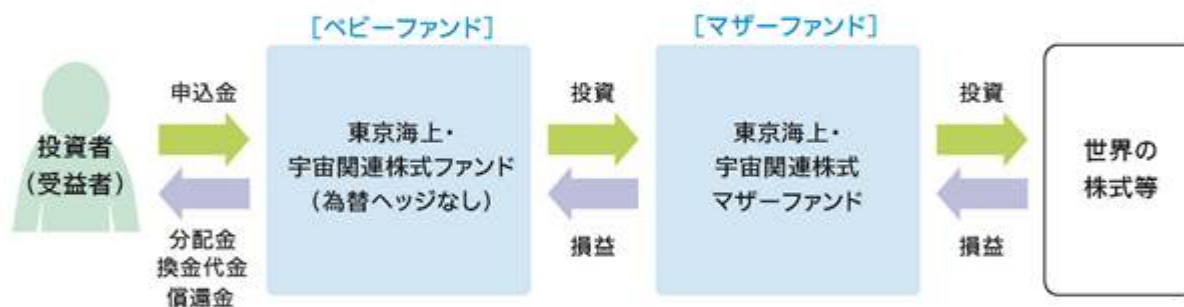 ［ベビーファンド］
［マザーファンド］
申込金
投資
投資
投資者
（受益者）
東京海上・
宇宙関連株式ファンド
（為替ヘッジなし）
東京海上・
宇宙関連株式
マザーファンド
世界の
株式等
分配金
換金代金
償還金
損益
損益